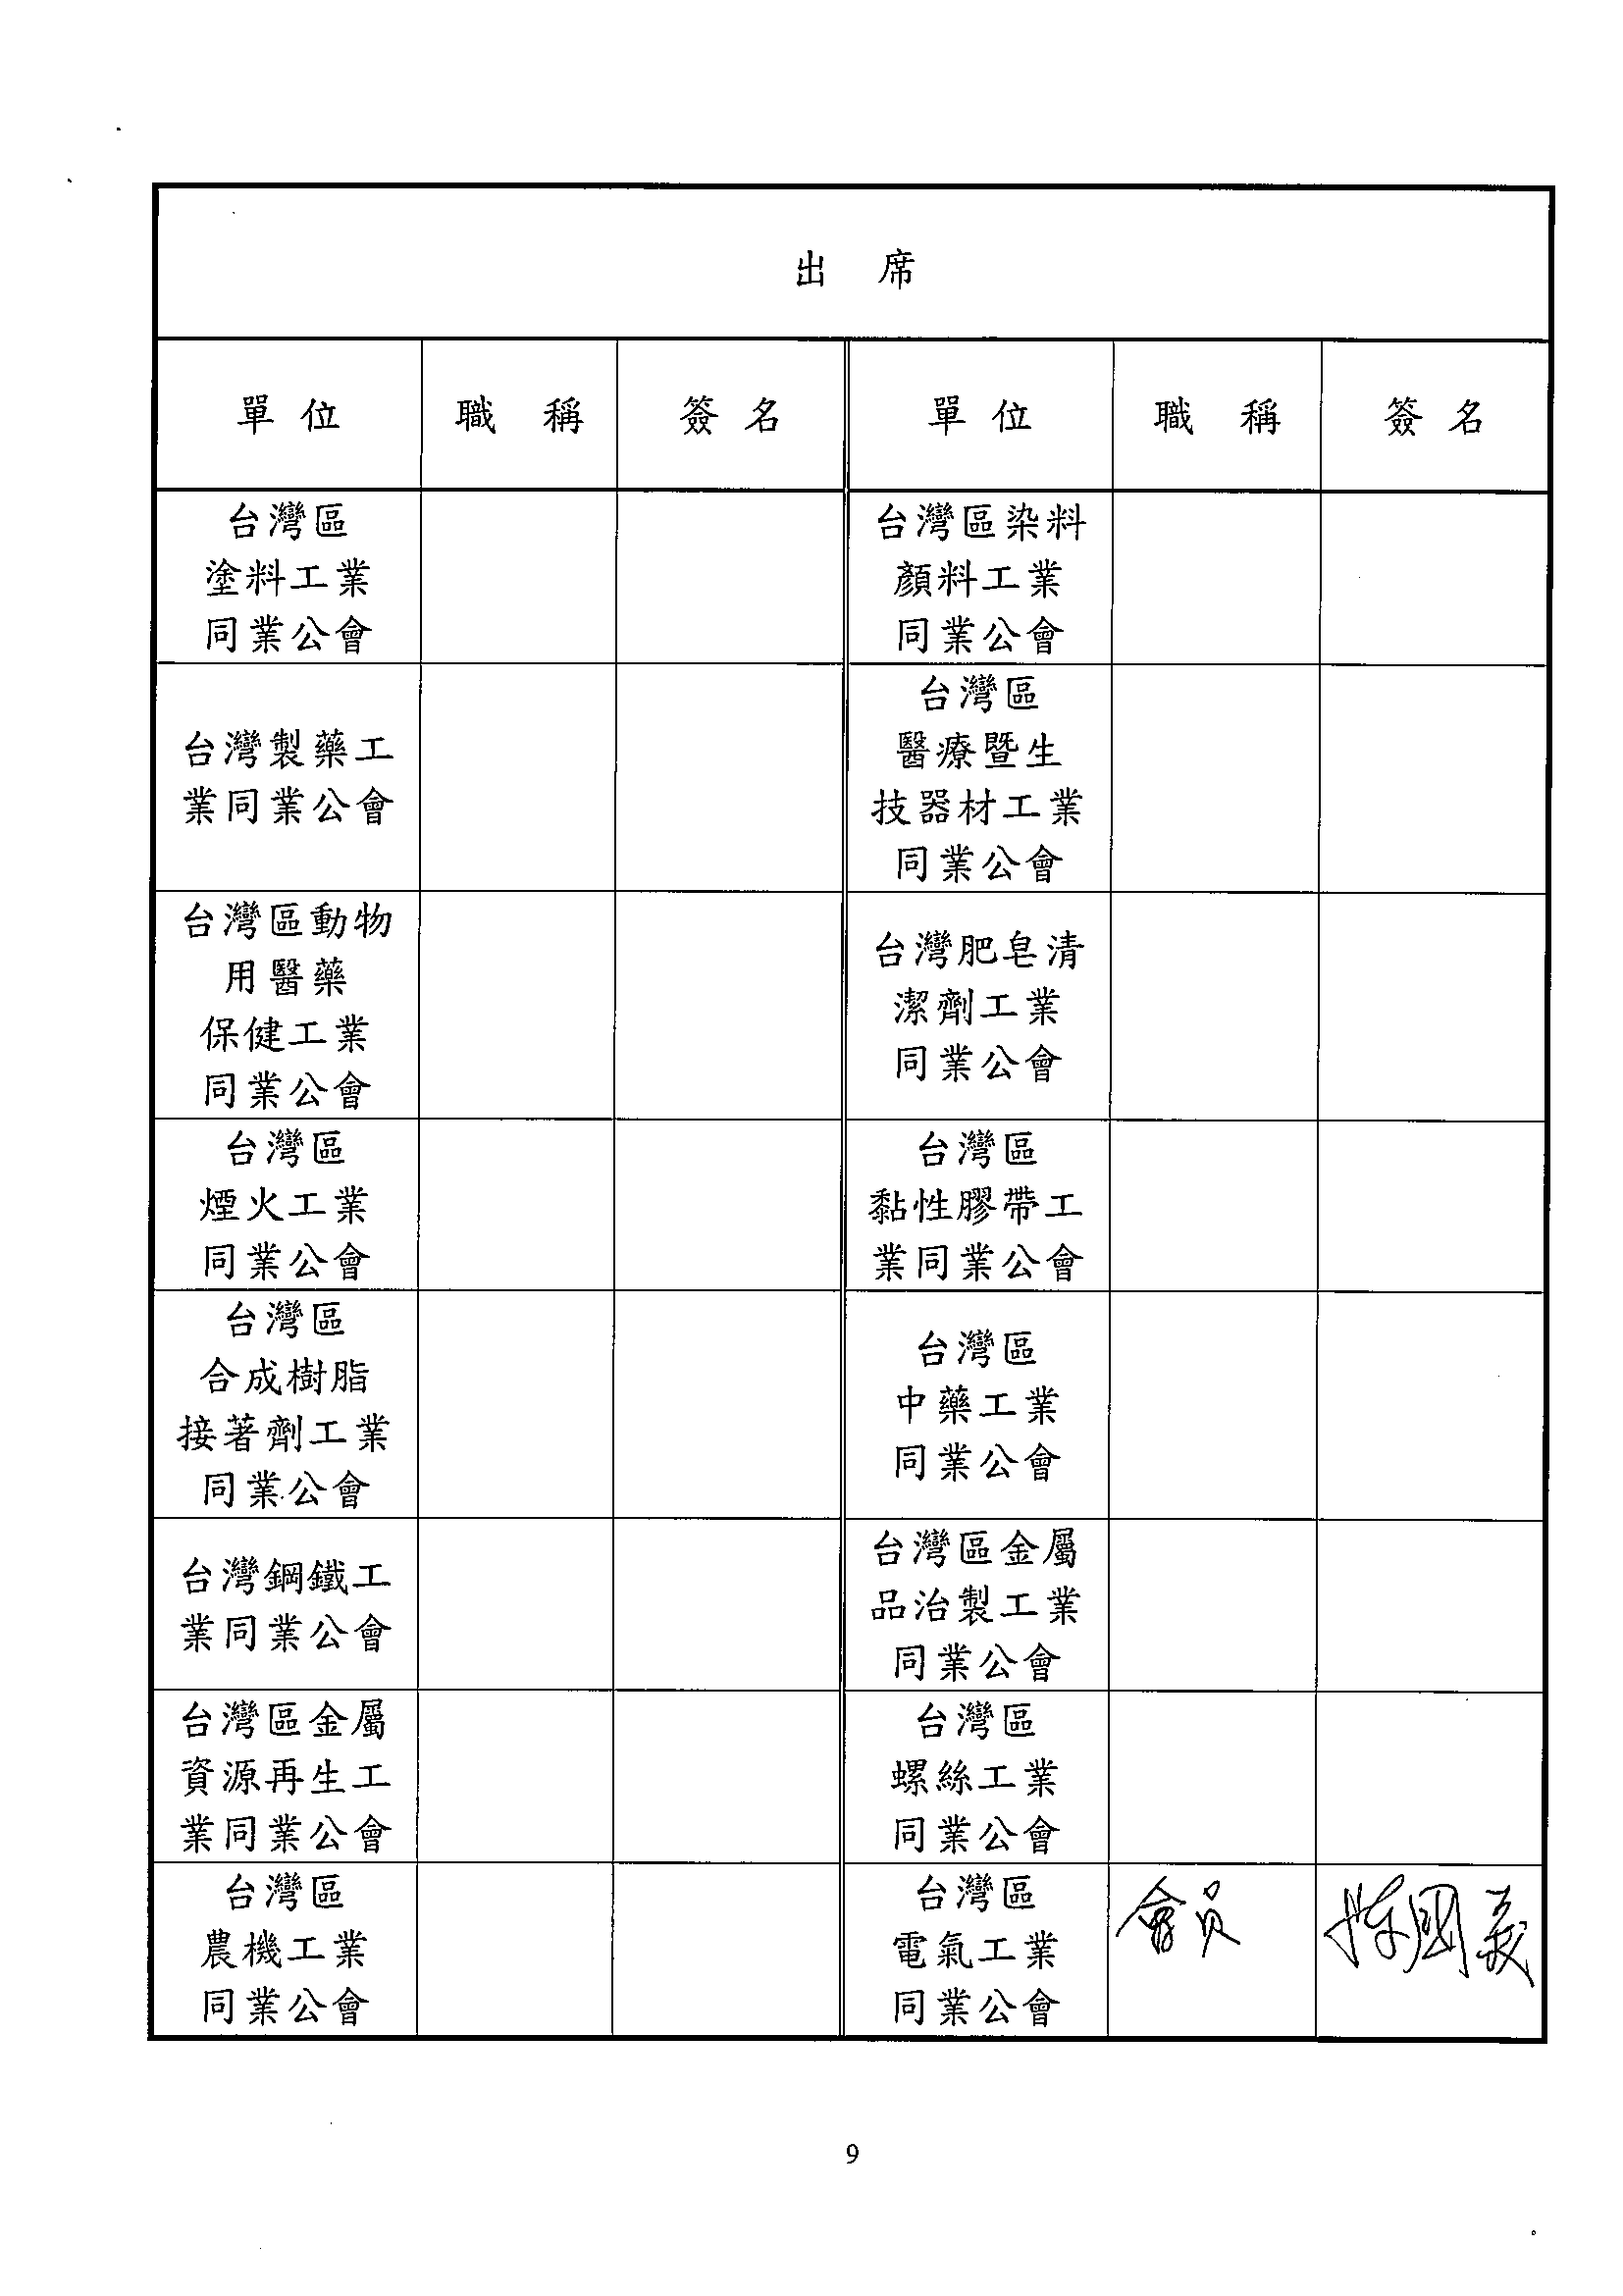 出 席
單位 職稱 簽名 單位 職稱 簽名
台灣區
塗料工業
同業公會
台灣區染料
顏料工業
同業公會
台灣製藥工
業同業公會
台灣區
醫療暨生
技器材工業
同業公會
台灣區動物
用醫藥
保健工業
同業公會
台灣肥皂清
潔劑工業
同業公會
台灣區
煙火工業
同業公會
台灣區
黏性膠帶工
業同業公會
台灣區
合成樹脂
接著劑工業
同業公會
台灣區
中藥工業
同業公會
台灣鋼鐵工
業同業公會
台灣區金屬
品冶製工業
同業公會
台灣區金屬
資源再生工
業同業公會
台灣區
螺絲工業
同業公會
台灣區
農機工業
同業公會
台灣區
電氣工業
同業公會
會員
國義
9